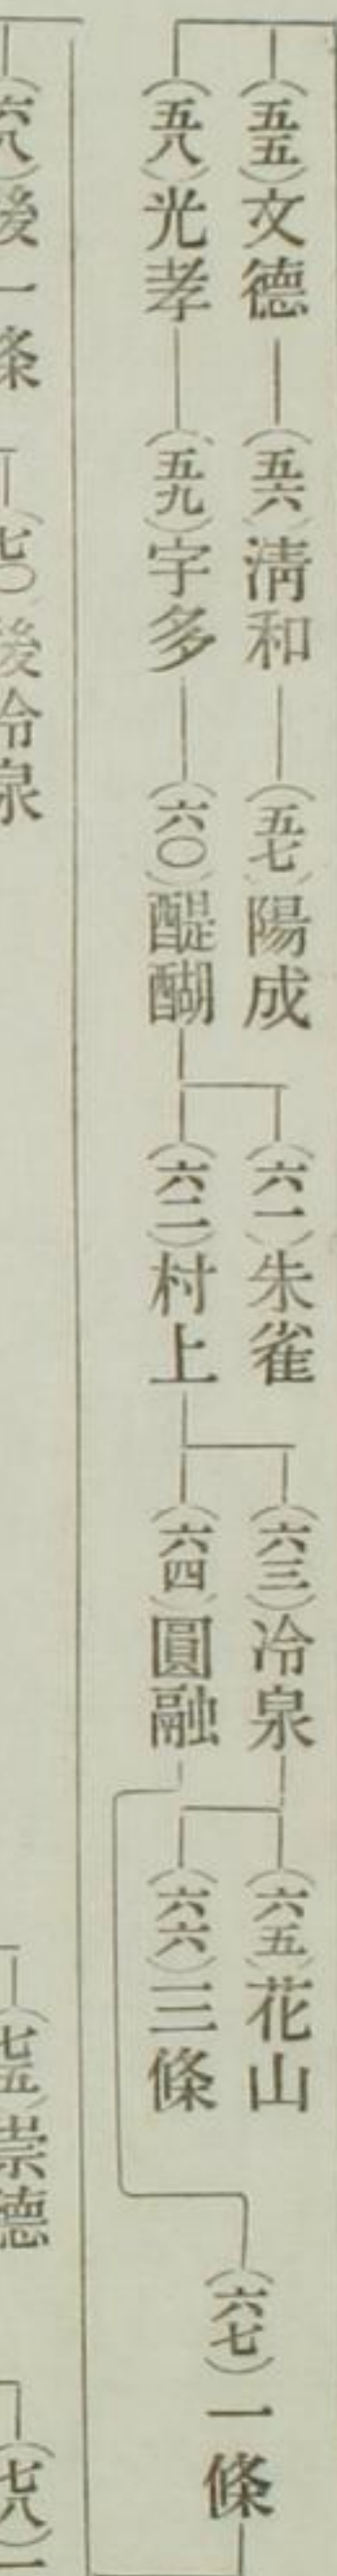 (五五)文德 (五六)淸和 (五七)陽成 (六一)朱雀 (六三)冷泉 (六五)花山
(六七)一條
(五八)光孝 (五九)宇多 (六〇)醍醐 (六二)村上 (六四)圓融 (六六)三條
(六八)後一條 (七〇)後冷泉 (七五)崇德 (七八)